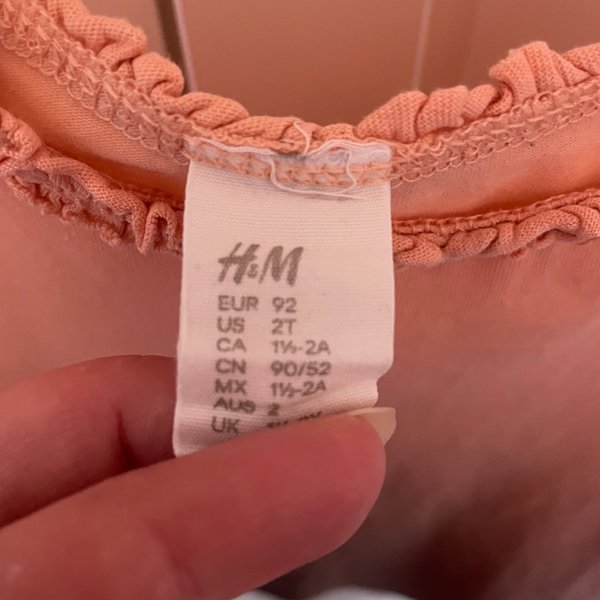 H&M
EUR 92
US 2T
CA 1½-2A
CN 90/52
MX 1½-2A
AUS 2
UK